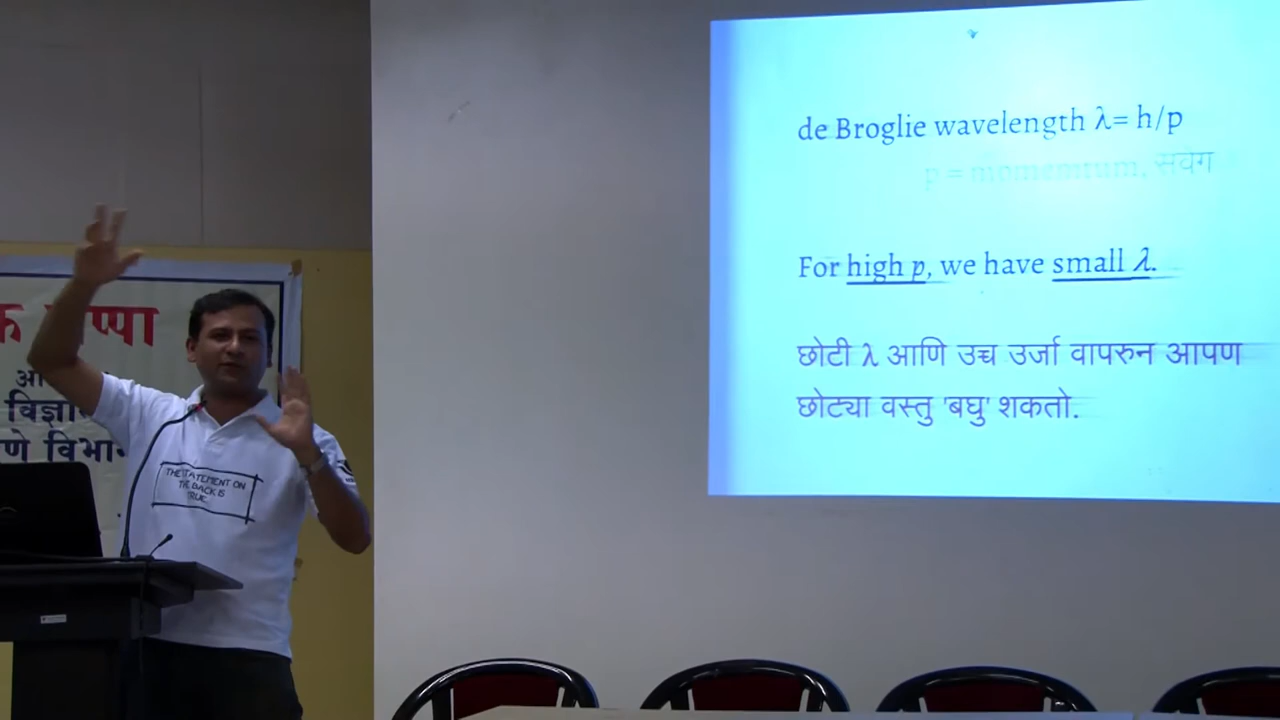 de Broglie wavelength λ= h/p
p = momentum, संवेग
For high p, we have small λ.
छोटी λ आणि उच्च उर्जा वापरुन आपण
छोट्या वस्तु 'बघु' शकतो.
प्पा
विज्ञा
णे विभा
THE STATEMENT ON
THE BACK IS
TRUE.